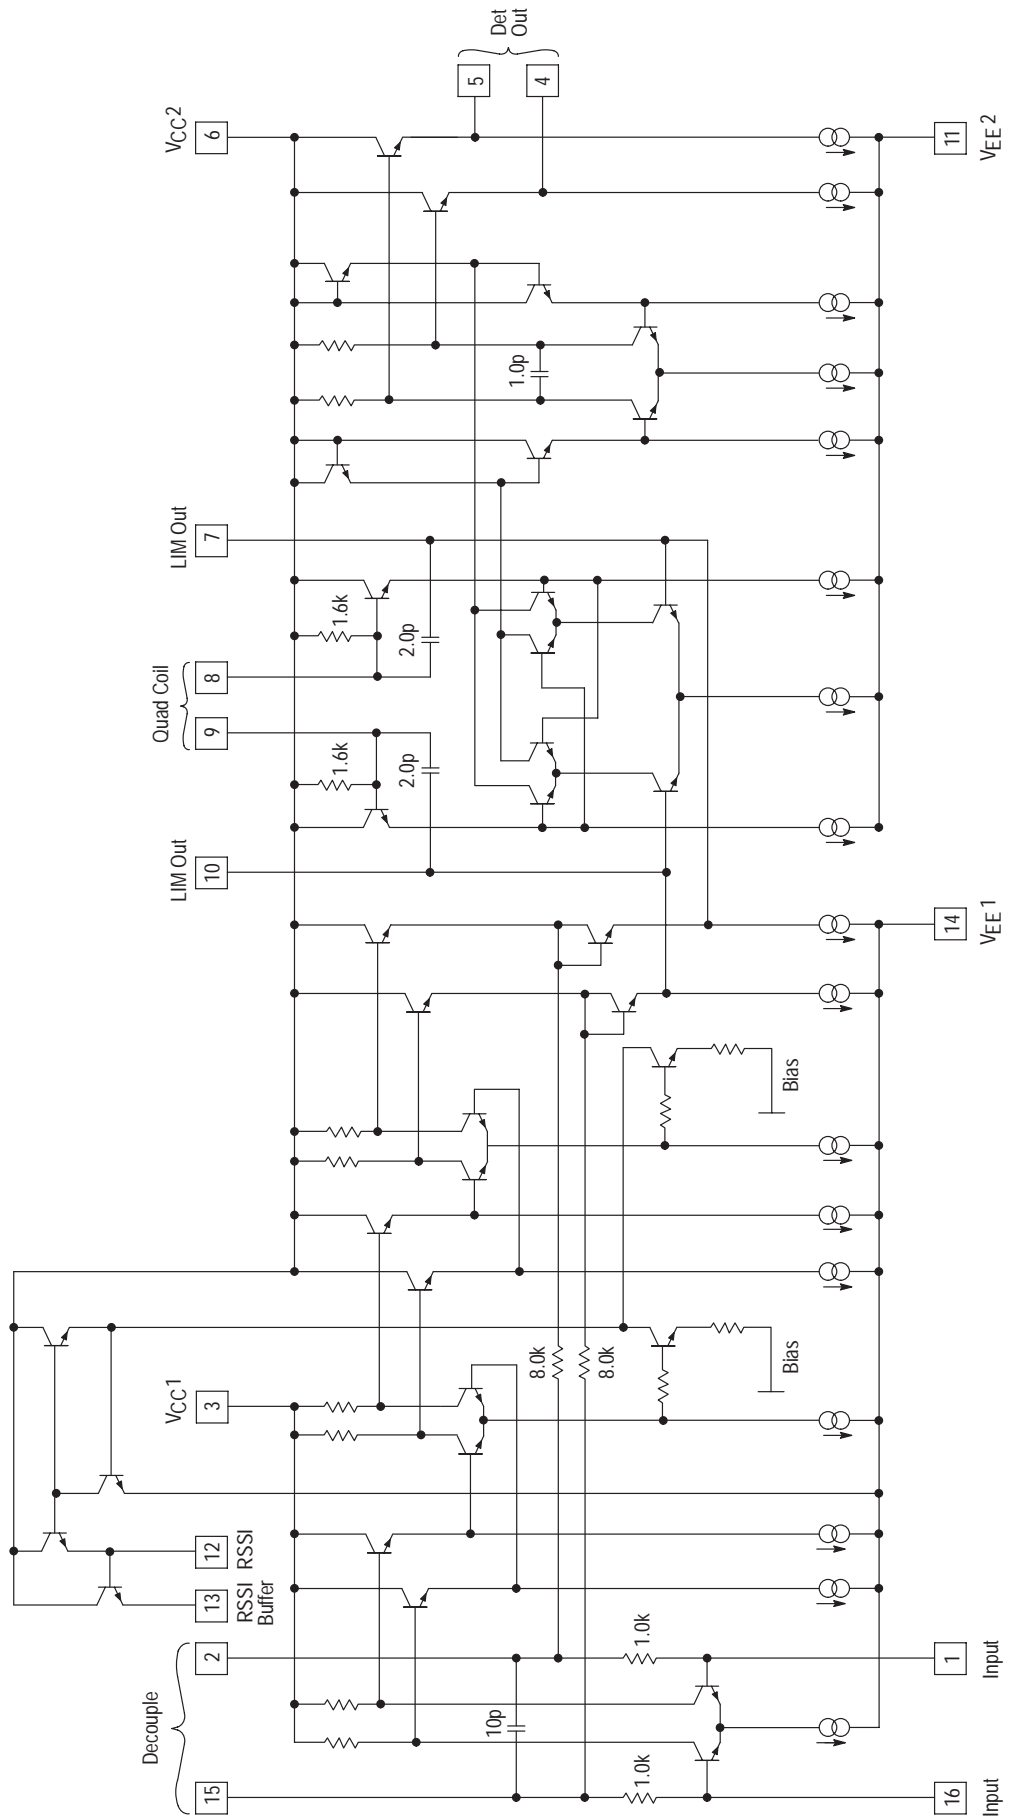 Decouple
15
2
13
RSSI
Buffer
12
RSSI
3
VCC1
LIM Out
10
Quad Coil
9
8
LIM Out
7
VCC2
6
Det
Out
5
4
10p
1.0k
1.0k
8.0k
8.0k
Bias
Bias
1.6k
2.0p
1.6k
2.0p
1.0p
16
Input
1
Input
14
VEE1
11
VEE2